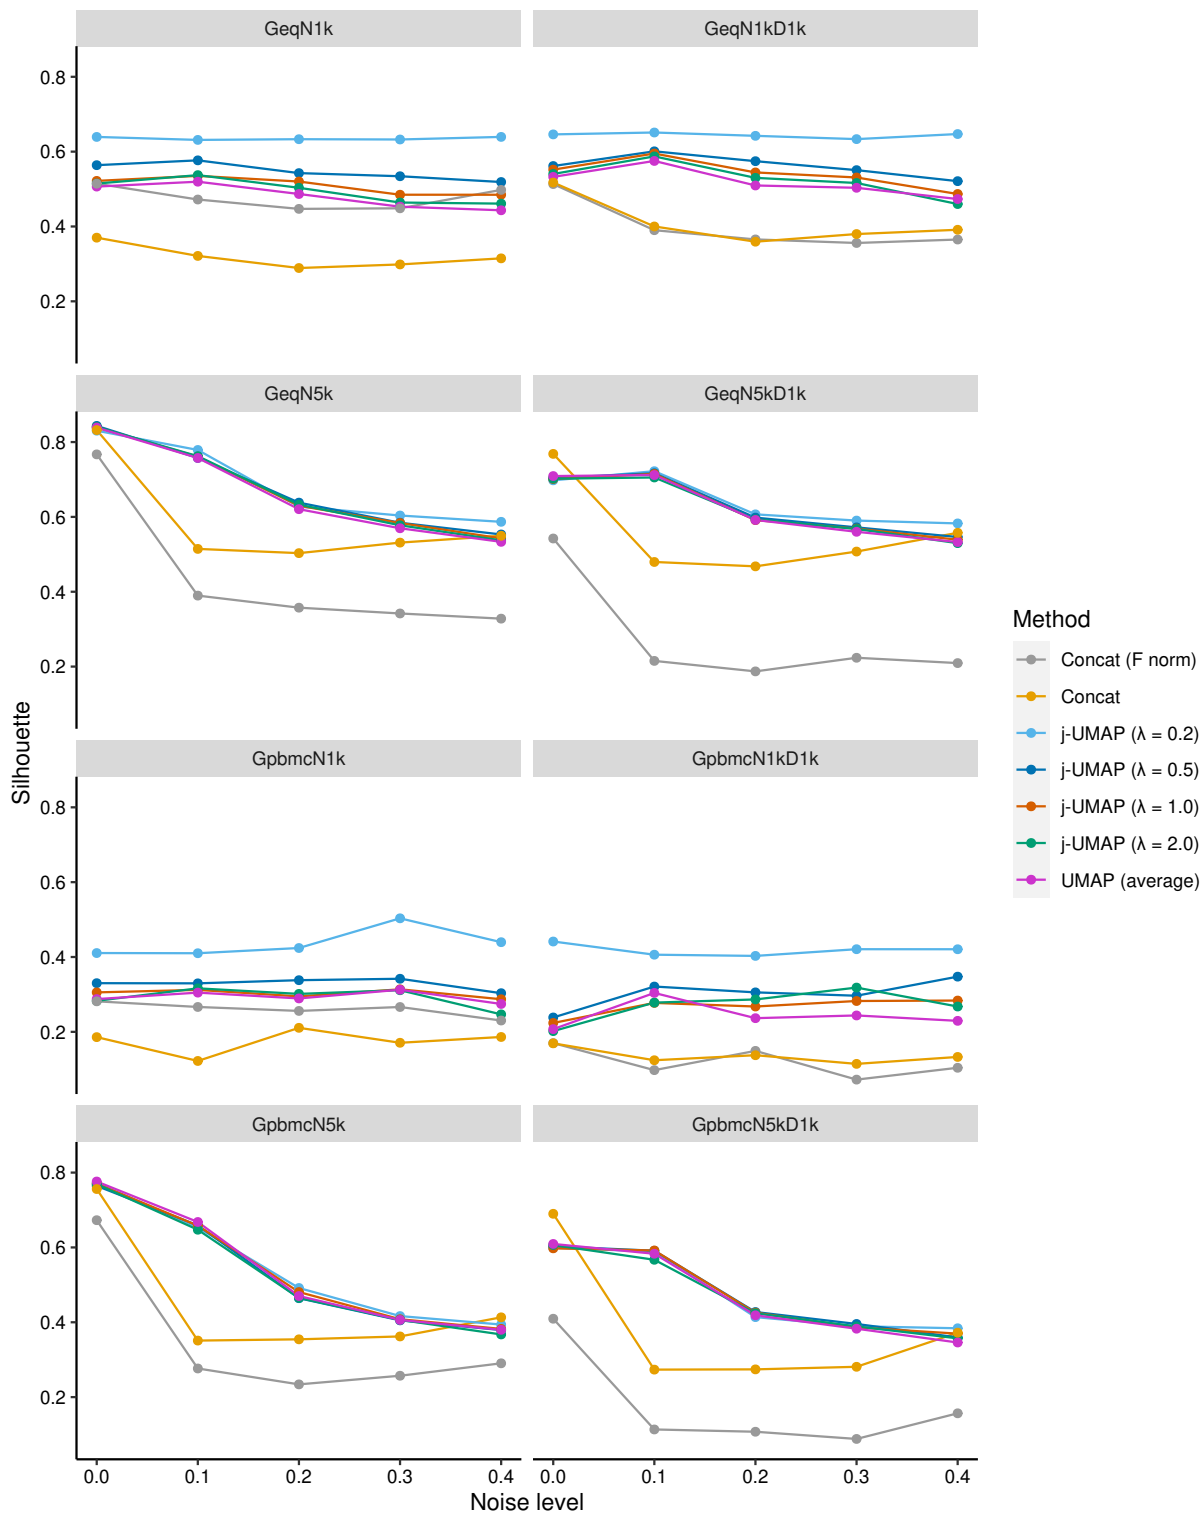 GeqN1k
GeqN1kD1k
0.8
0.6
0.4
0.2
GeqN5k
GeqN5kD1k
0.8
0.6
0.4
0.2
GpbmcN1k
GpbmcN1kD1k
0.8
0.6
0.4
0.2
GpbmcN5k
GpbmcN5kD1k
0.8
0.6
0.4
0.2
0.0 0.1 0.2 0.3 0.4
0.0 0.1 0.2 0.3 0.4
Noise level
Silhouette
Method
Concat (F norm)
Concat
j-UMAP (λ = 0.2)
j-UMAP (λ = 0.5)
j-UMAP (λ = 1.0)
j-UMAP (λ = 2.0)
UMAP (average)